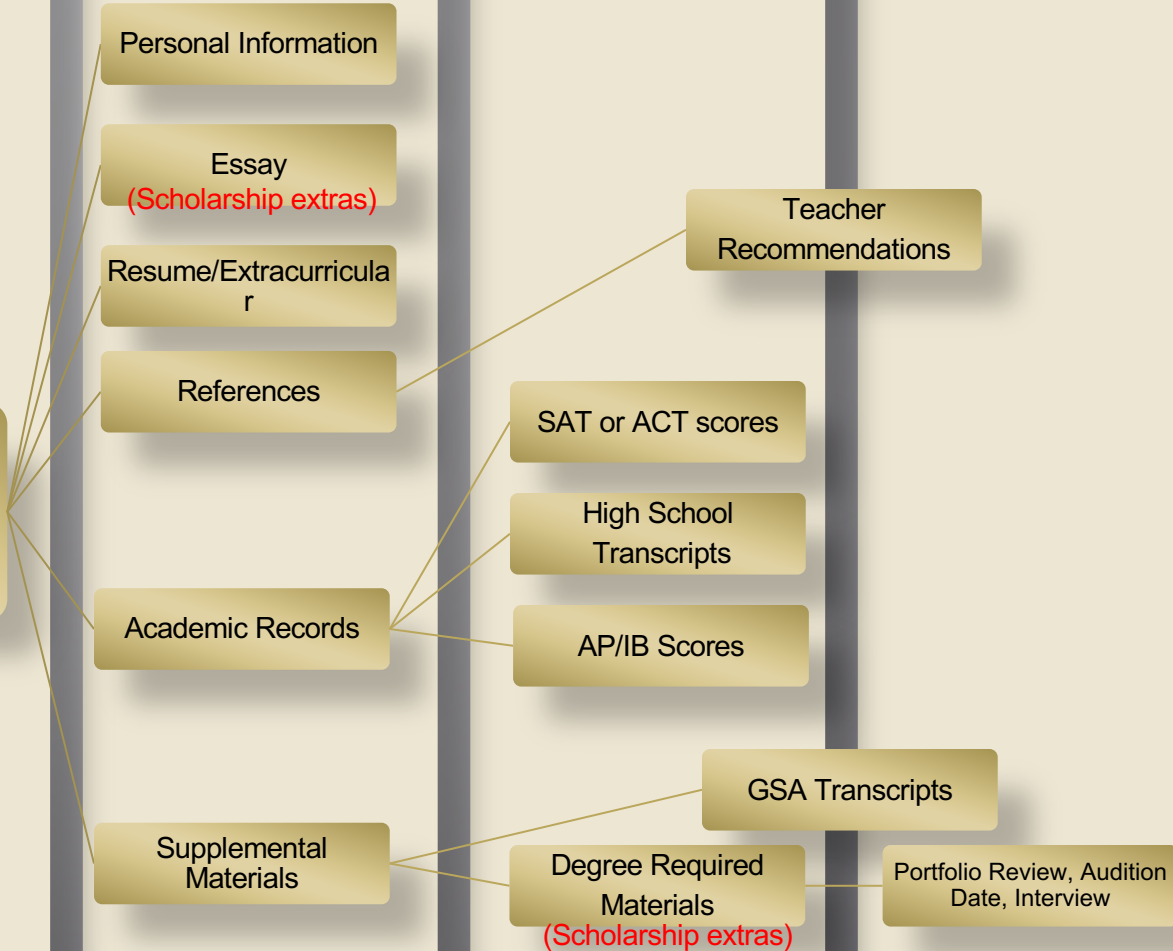 Personal Information
Essay
(Scholarship extras)
Resume/Extracurricula
r
References
Teacher
Recommendations
Academic Records
SAT or ACT scores
High School
Transcripts
AP/IB Scores
Supplemental
Materials
GSA Transcripts
Degree Required
Materials
(Scholarship extras)
Portfolio Review, Audition
Date, Interview